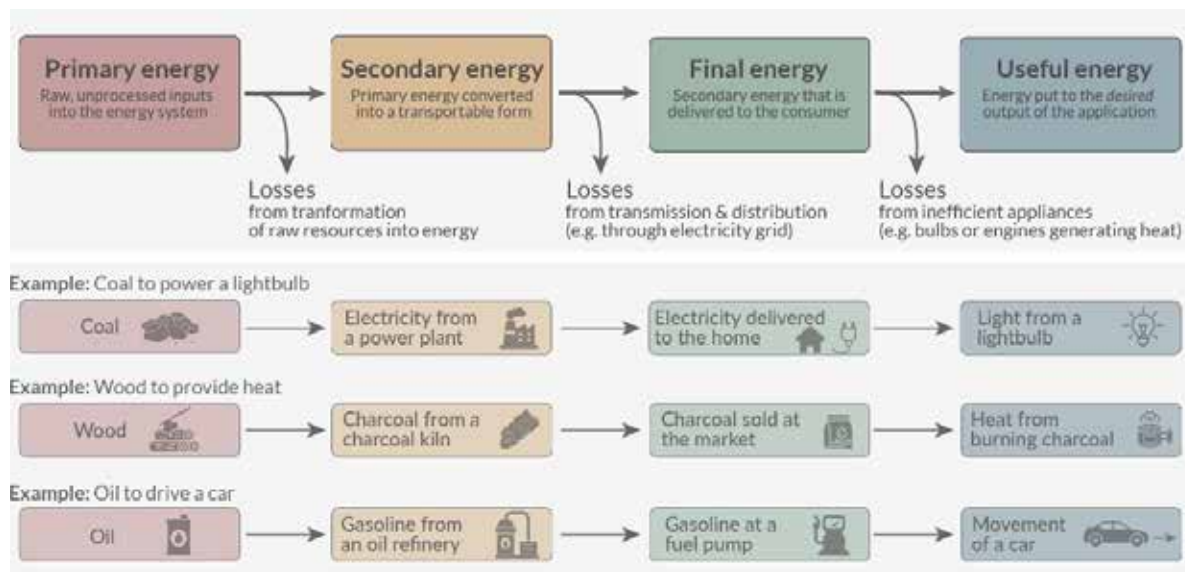 Primary energy
Raw, unprocessed inputs
into the energy system
Secondary energy
Primary energy converted
into a transportable form
Final energy
Secondary energy that is
delivered to the consumer
Useful energy
Energy put to the desired
output of the application
Losses
from tranformation
of raw resources into energy
Losses
from transmission & distribution
(e.g. through electricity grid)
Losses
from inefficient appliances
(e.g. bulbs or engines generating heat)
Example: Coal to power a lightbulb
Coal
Electricity from
a power plant
Electricity delivered
to the home
Light from a
lightbulb
Example: Wood to provide heat
Wood
Charcoal from a
charcoal kiln
Charcoal sold at
the market
Heat from
burning charcoal
Example: Oil to drive a car
Oil
Gasoline from
an oil refinery
Gasoline at a
fuel pump
Movement
of a car